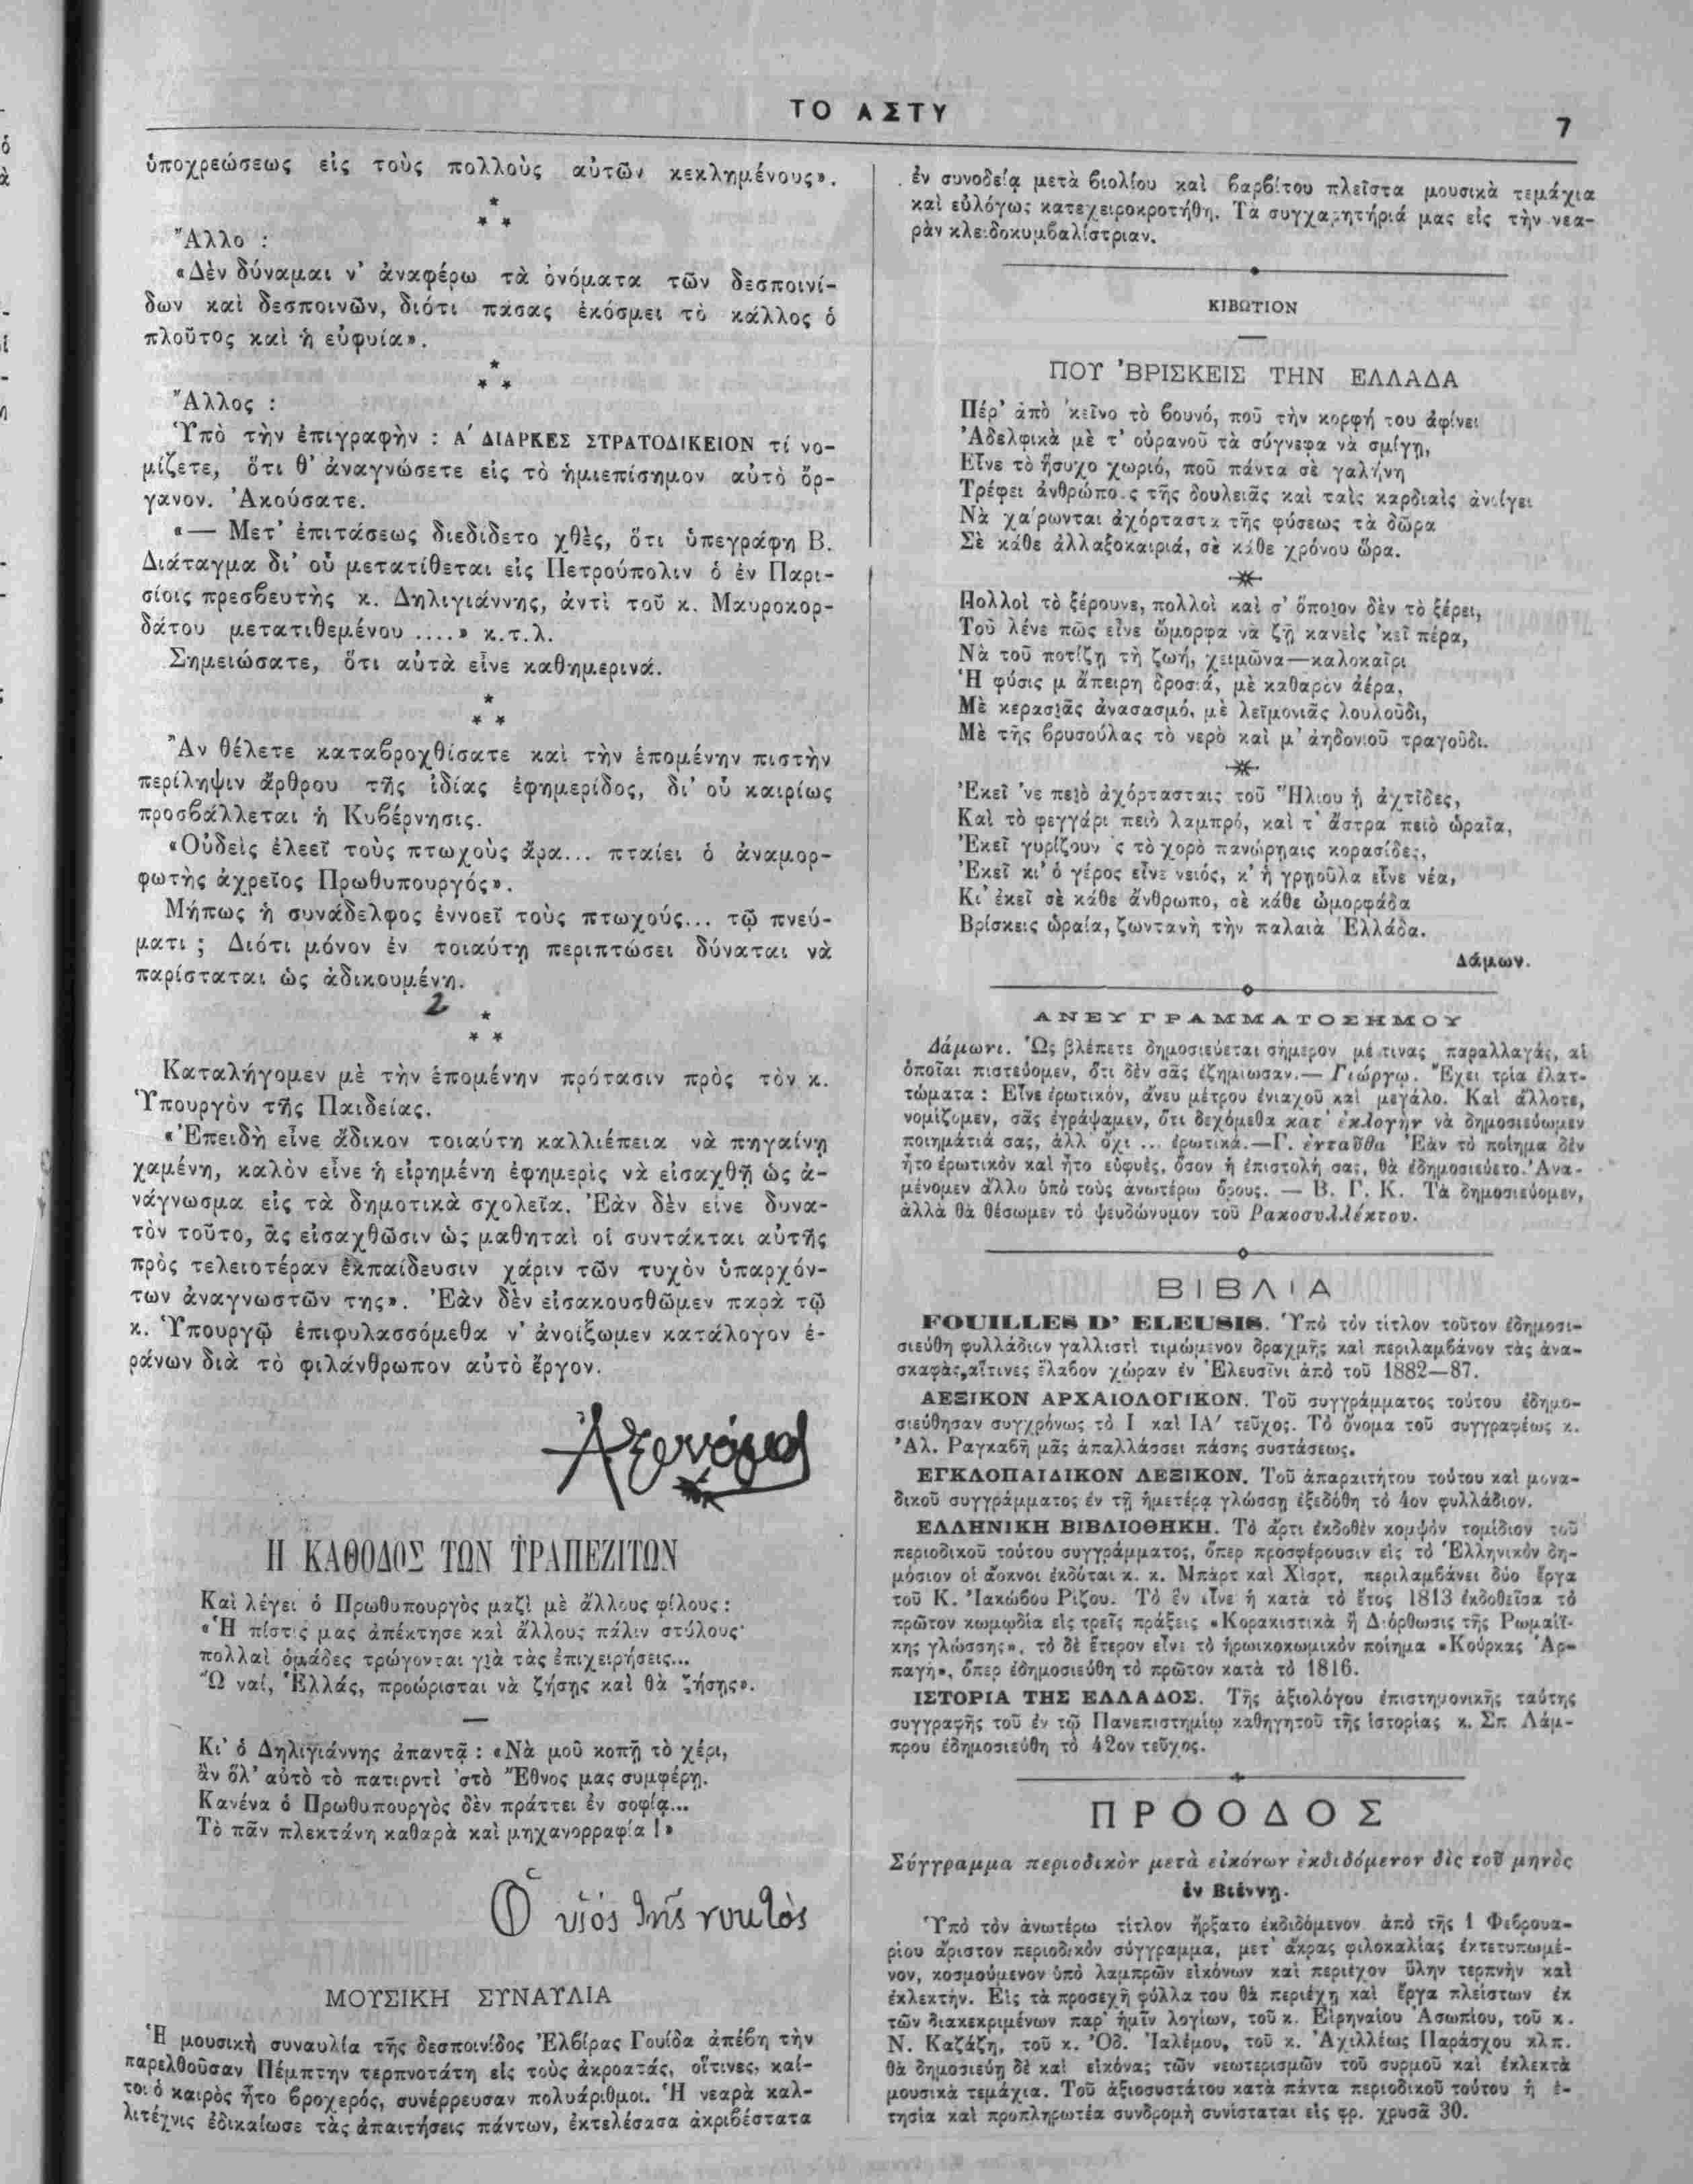 ΤΟ ΑΣΤΥ
7
ὑποχρεώσεως εἰς τοὺς πολλοὺς αὐτῶν κεκλημένους».
* * *
Ἄλλο :
«Δὲν δύναμαι ν' ἀναφέρω τὰ ὀνόματα τῶν δεσποινί-
δων καὶ δεσποινῶν, διότι πάσας ἐκόσμει τὸ κάλλος ὁ
πλοῦτος καὶ ἡ εὐφυία».
* * *
Ἄλλος :
Ὑπὸ τὴν ἐπιγραφὴν : Α' ΔΙΑΡΚΕΣ ΣΤΡΑΤΟΔΙΚΕΙΟΝ τί νο-
μίζετε, ὅτι θ' ἀναγνώσετε εἰς τὸ ἡμιεπίσημον αὐτὸ ὄρ-
γανον. Ἀκούσατε.
«— Μετ' ἐπιτάσεως διεδίδετο χθὲς, ὅτι ὑπεγράφη Β.
Διάταγμα δι' οὗ μετατίθεται εἰς Πετρούπολιν ὁ ἐν Παρι-
σίοις πρεσβευτὴς κ. Δηλιγιάννης, ἀντὶ τοῦ κ. Μαυροκορ-
δάτου μετατιθεμένου ....» κ.τ.λ.
Σημειώσατε, ὅτι αὐτὰ εἶνε καθημερινά.
* * *
Ἂν θέλετε καταβροχθίσατε καὶ τὴν ἑπομένην πιστὴν
περίληψιν ἄρθρου τῆς ἰδίας ἐφημερίδος, δι' οὗ καιρίως
προσβάλλεται ἡ Κυβέρνησις.
«Οὐδεὶς ἐλεεῖ τοὺς πτωχοὺς ἄρα... πταίει ὁ ἀναμορ-
φωτὴς ἀχρεῖος Πρωθυπουργός».
Μήπως ἡ συνάδελφος ἐννοεῖ τοὺς πτωχούς... τῷ πνεύ-
ματι ; Διότι μόνον ἐν τοιαύτῃ περιπτώσει δύναται νὰ
παρίσταται ὡς ἀδικουμένη.
2
* * *
Καταλήγομεν μὲ τὴν ἑπομένην πρότασιν πρὸς τὸν κ.
Ὑπουργὸν τῆς Παιδείας.
«Ἐπειδὴ εἶνε ἄδικον τοιαύτη καλλιέπεια νὰ πηγαίνῃ
χαμένη, καλὸν εἶνε ἡ εἰρημένη ἐφημερὶς νὰ εἰσαχθῇ ὡς ἀ-
νάγνωσμα εἰς τὰ δημοτικὰ σχολεῖα. Ἐὰν δὲν εἶνε δυνα-
τὸν τοῦτο, ἂς εἰσαχθῶσιν ὡς μαθηταὶ οἱ συντάκται αὐτῆς
πρὸς τελειοτέραν ἐκπαίδευσιν χάριν τῶν τυχὸν ὑπαρχόν-
των ἀναγνωστῶν της». Ἐὰν δὲν εἰσακουσθῶμεν παρὰ τῷ
κ. Ὑπουργῷ ἐπιφυλασσόμεθα ν' ἀνοίξωμεν κατάλογον ἐ-
ράνων διὰ τὸ φιλάνθρωπον αὐτὸ ἔργον.
Η ΚΑΘΟΔΟΣ ΤΩΝ ΤΡΑΠΕΖΙΤΩΝ
Καὶ λέγει ὁ Πρωθυπουργὸς μαζὶ μὲ ἄλλους φίλους :
«Ἡ πίστις μας ἀπέκτησε καὶ ἄλλους πάλιν στύλους·
πολλαὶ ὁμάδες τρώγονται γιὰ τὰς ἐπιχειρήσεις...
Ὢ ναί, Ἑλλάς, προώρισται νὰ ζήσῃς καὶ θὰ ζήσῃς».
Κι' ὁ Δηλιγιάννης ἀπαντᾷ : «Νὰ μοῦ κοπῇ τὸ χέρι,
ἂν ὅλ' αὐτὸ τὸ πατιρντὶ 'στὸ Ἔθνος μας συμφέρῃ.
Κανένα ὁ Πρωθυπουργὸς δὲν πράττει ἐν σοφίᾳ...
Τὸ πᾶν πλεκτάνη καθαρὰ καὶ μηχανορραφία !»
Ὁ υἱὸς τῆς νυκτὸς
ΜΟΥΣΙΚΗ ΣΥΝΑΥΛΙΑ
Ἡ μουσικὴ συναυλία τῆς δεσποινίδος Ἐλβίρας Γουίδα ἀπέβη τὴν
παρελθοῦσαν Πέμπτην τερπνοτάτη εἰς τοὺς ἀκροατάς, οἵτινες, καί-
τοι ὁ καιρὸς ἦτο βροχερός, συνέρρευσαν πολυάριθμοι. Ἡ νεαρὰ καλ-
λιτέχνις ἐδικαίωσε τὰς ἀπαιτήσεις πάντων, ἐκτελέσασα ἀκριβέστατα
ἐν συνοδείᾳ μετὰ βιολίου καὶ βαρβίτου πλεῖστα μουσικὰ τεμάχια
καὶ εὐλόγως κατεχειροκροτήθη. Τὰ συγχαρητήριά μας εἰς τὴν νεα-
ρὰν κλειδοκυμβαλίστριαν.
ΚΙΒΩΤΙΟΝ
ΠΟΥ 'ΒΡΙΣΚΕΙΣ ΤΗΝ ΕΛΛΑΔΑ
Πέρ' ἀπὸ 'κεῖνο τὸ βουνό, ποῦ τὴν κορφή του ἀφίνει
Ἀδελφικὰ μὲ τ' οὐρανοῦ τὰ σύγνεφα νὰ σμίγῃ,
Εἶνε τὸ ἥσυχο χωριό, ποῦ πάντα σὲ γαλήνη
Τρέφει ἀνθρώπους τῆς δουλειᾶς καὶ ταὶς καρδιαὶς ἀνοίγει
Νὰ χαίρωνται ἀχόρταστα τῆς φύσεως τὰ δῶρα
Σὲ κάθε ἀλλαξοκαιριά, σὲ κάθε χρόνου ὥρα.
Πολλοὶ τὸ ξέρουνε, πολλοὶ καὶ σ' ὅποιον δὲν τὸ ξέρει,
Τοῦ λένε πῶς εἶνε ὤμορφα νὰ ζῇ κανεὶς 'κεῖ πέρα,
Νὰ τοῦ ποτίζῃ τὴ ζωή, χειμῶνα—καλοκαῖρι
Ἡ φύσις μ ἄπειρη δροσιά, μὲ καθαρὸν ἀέρα,
Μὲ κερασιᾶς ἀνασασμό, μὲ λεϊμονιᾶς λουλοῦδι,
Μὲ τῆς βρυσούλας τὸ νερὸ καὶ μ' ἀηδονιοῦ τραγοῦδι.
Ἐκεῖ 'νε πειὸ ἀχόρτασταις τοῦ Ἥλιου ᾑ ἀχτῖδες,
Καὶ τὸ φεγγάρι πειὸ λαμπρό, καὶ τ' ἄστρα πειὸ ὡραῖα,
Ἐκεῖ γυρίζουν 'ς τὸ χορὸ πανώρῃαις κορασίδες,
Ἐκεῖ κι' ὁ γέρος εἶνε νειός, κ' ἡ γρῃοῦλα εἶνε νέα,
Κι' ἐκεῖ σὲ κάθε ἄνθρωπο, σὲ κάθε ὠμορφάδα
Βρίσκεις ὡραία, ζωντανὴ τὴν παλαιὰ Ἑλλάδα.
Δάμων.
ΑΝΕΥ ΓΡΑΜΜΑΤΟΣΗΜΟΥ
Δάμωνι. Ὡς βλέπετε δημοσιεύεται σήμερον μέ τινας παραλλαγάς, αἱ
ὁποῖαι πιστεύομεν, ὅτι δὲν σᾶς ἐζημίωσαν.— Γιώργῳ. Ἔχει τρία ἐλατ-
τώματα : Εἶνε ἐρωτικόν, ἄνευ μέτρου ἐνιαχοῦ καὶ μεγάλο. Καὶ ἄλλοτε,
νομίζομεν, σᾶς ἐγράψαμεν, ὅτι δεχόμεθα κατ' ἐκλογὴν νὰ δημοσιεύωμεν
ποιημάτιά σας, ἀλλ' ὄχι ... ἐρωτικά.—Γ. ἐνταῦθα Ἐὰν τὸ ποίημα δὲν
ἦτο ἐρωτικὸν καὶ ἦτο εὐφυές, ὅσον ἡ ἐπιστολή σας, θὰ ἐδημοσιεύετο. Ἀνα-
μένομεν ἄλλο ὑπὸ τοὺς ἀνωτέρω ὅρους. — Β. Γ. Κ. Τὰ δημοσιεύομεν,
ἀλλὰ θὰ θέσωμεν τὸ ψευδώνυμον τοῦ Ρακοσυλλέκτου.
ΒΙΒΛΙΑ
FOUILLES D' ELEUSIS. Ὑπὸ τὸν τίτλον τοῦτον ἐδημοσι-
σιεύθη φυλλάδιον γαλλιστὶ τιμώμενον δραχμῆς καὶ περιλαμβάνον τὰς ἀνα-
σκαφὰς, αἵτινες ἔλαβον χώραν ἐν Ἐλευσῖνι ἀπὸ τοῦ 1882—87.
ΛΕΞΙΚΟΝ ΑΡΧΑΙΟΛΟΓΙΚΟΝ. Τοῦ συγγράμματος τούτου ἐδημο-
σιεύθησαν συγχρόνως τὸ Ι καὶ ΙΑ' τεῦχος. Τὸ ὄνομα τοῦ συγγραφέως κ.
Ἀλ. Ραγκαβῆ μᾶς ἀπαλλάσσει πάσης συστάσεως.
ΕΓΚΛΟΠΑΙΔΙΚΟΝ ΛΕΞΙΚΟΝ. Τοῦ ἀπαραιτήτου τούτου καὶ μονα-
δικοῦ συγγράμματος ἐν τῇ ἡμετέρᾳ γλώσσῃ ἐξεδόθη τὸ 4ον φυλλάδιον.
ΕΛΛΗΝΙΚΗ ΒΙΒΛΙΟΘΗΚΗ. Τὸ ἄρτι ἐκδοθὲν κομψὸν τομίδιον τοῦ
περιοδικοῦ τούτου συγγράμματος, ὅπερ προσφέρουσιν εἰς τὸ Ἑλληνικὸν δη-
μόσιον οἱ ἄοκνοι ἐκδόται κ. κ. Μπὰρτ καὶ Χὶρστ, περιλαμβάνει δύο ἔργα
τοῦ Κ. Ἰακώβου Ρίζου. Τὸ ἓν εἶνε ἡ κατὰ τὸ ἔτος 1813 ἐκδοθεῖσα τὸ
πρῶτον κωμῳδία εἰς τρεῖς πράξεις «Κορακιστικὰ ἢ Διόρθωσις τῆς Ρωμαίϊ-
κης γλώσσης», τὸ δὲ ἕτερον εἶνε τὸ ἡρωικοκωμικὸν ποίημα «Κούρκας Ἁρ-
παγή», ὅπερ ἐδημοσιεύθη τὸ πρῶτον κατὰ τὸ 1816.
ΙΣΤΟΡΙΑ ΤΗΣ ΕΛΛΑΔΟΣ. Τῆς ἀξιολόγου ἐπιστημονικῆς ταύτης
συγγραφῆς τοῦ ἐν τῷ Πανεπιστημίῳ καθηγητοῦ τῆς ἱστορίας κ. Σπ Λάμ-
πρου ἐδημοσιεύθη τὸ 42ον τεῦχος.
ΠΡΟΟΔΟΣ
Σύγγραμμα περιοδικὸν μετὰ εἰκόνων ἐκδιδόμενον δὶς τοῦ μηνὸς
ἐν Βιέννῃ.
Ὑπὸ τὸν ἀνωτέρω τίτλον ἤρξατο ἐκδιδόμενον ἀπὸ τῆς 1 Φεβρουα-
ρίου ἄριστον περιοδικὸν σύγγραμμα, μετ' ἄκρας φιλοκαλίας ἐκτετυπωμέ-
νον, κοσμούμενον ὑπὸ λαμπρῶν εἰκόνων καὶ περιέχον ὕλην τερπνὴν καὶ
ἐκλεκτήν. Εἰς τὰ προσεχῆ φύλλα του θὰ περιέχῃ καὶ ἔργα πλείστων ἐκ
τῶν διακεκριμένων παρ' ἡμῖν λογίων, τοῦ κ. Εἰρηναίου Ἀσωπίου, τοῦ κ.
Ν. Καζάζη, τοῦ κ. Ὀδ. Ἰαλέμου, τοῦ κ. Ἀχιλλέως Παράσχου κλπ.
θὰ δημοσιεύῃ δὲ καὶ εἰκόνας τῶν νεωτερισμῶν τοῦ συρμοῦ καὶ ἐκλεκτὰ
μουσικὰ τεμάχια. Τοῦ ἀξιοσυστάτου κατὰ πάντα περιοδικοῦ τούτου ἡ ἐ-
τησία καὶ προπληρωτέα συνδρομὴ συνίσταται εἰς φρ. χρυσᾶ 30.